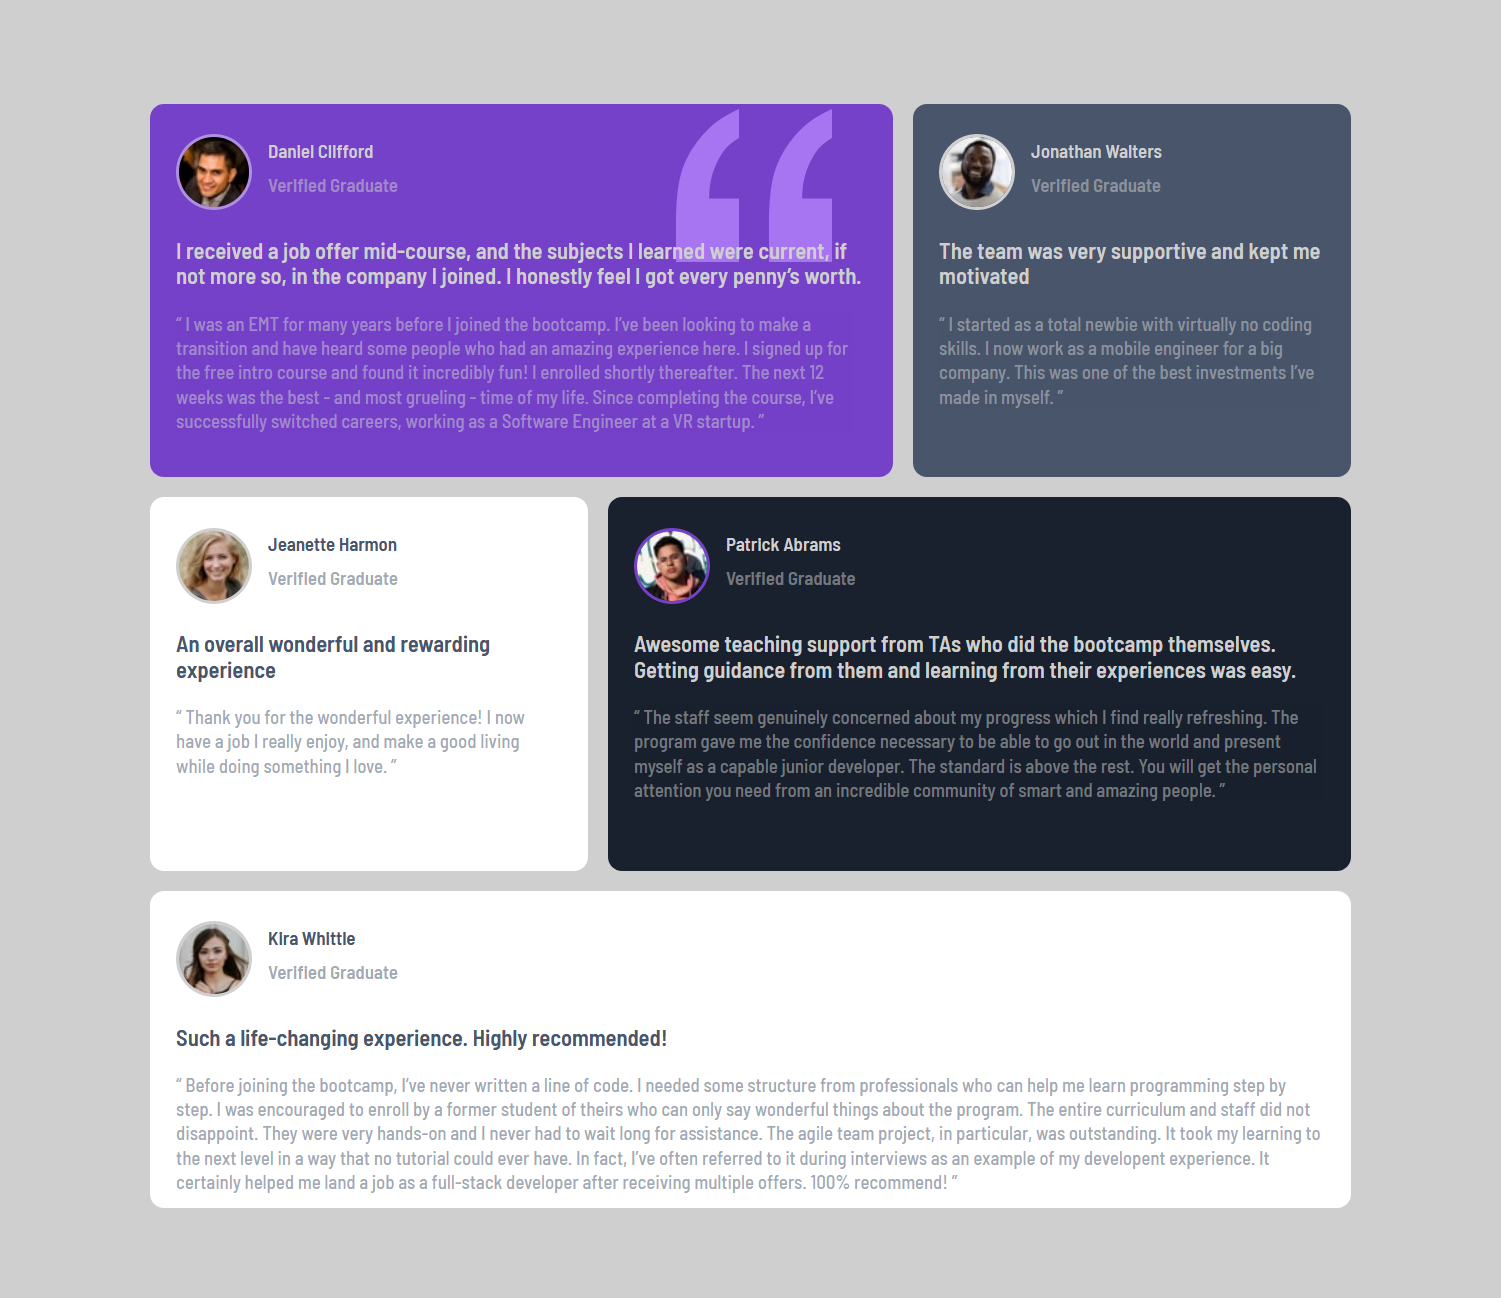 Daniel Clifford
Verified Graduate
I received a job offer mid-course, and the subjects I learned were current, if
not more so, in the company I joined. I honestly feel I got every penny’s worth.
“ I was an EMT for many years before I joined the bootcamp. I’ve been looking to make a
transition and have heard some people who had an amazing experience here. I signed up for
the free intro course and found it incredibly fun! I enrolled shortly thereafter. The next 12
weeks was the best - and most grueling - time of my life. Since completing the course, I’ve
successfully switched careers, working as a Software Engineer at a VR startup. ”
Jonathan Walters
Verified Graduate
The team was very supportive and kept me
motivated
“ I started as a total newbie with virtually no coding
skills. I now work as a mobile engineer for a big
company. This was one of the best investments I’ve
made in myself. ”
Jeanette Harmon
Verified Graduate
An overall wonderful and rewarding
experience
“ Thank you for the wonderful experience! I now
have a job I really enjoy, and make a good living
while doing something I love. ”
Patrick Abrams
Verified Graduate
Awesome teaching support from TAs who did the bootcamp themselves.
Getting guidance from them and learning from their experiences was easy.
“ The staff seem genuinely concerned about my progress which I find really refreshing. The
program gave me the confidence necessary to be able to go out in the world and present
myself as a capable junior developer. The standard is above the rest. You will get the personal
attention you need from an incredible community of smart and amazing people. ”
Kira Whittle
Verified Graduate
Such a life-changing experience. Highly recommended!
“ Before joining the bootcamp, I’ve never written a line of code. I needed some structure from professionals who can help me learn programming step by
step. I was encouraged to enroll by a former student of theirs who can only say wonderful things about the program. The entire curriculum and staff did not
disappoint. They were very hands-on and I never had to wait long for assistance. The agile team project, in particular, was outstanding. It took my learning to
the next level in a way that no tutorial could ever have. In fact, I’ve often referred to it during interviews as an example of my developent experience. It
certainly helped me land a job as a full-stack developer after receiving multiple offers. 100% recommend! ”